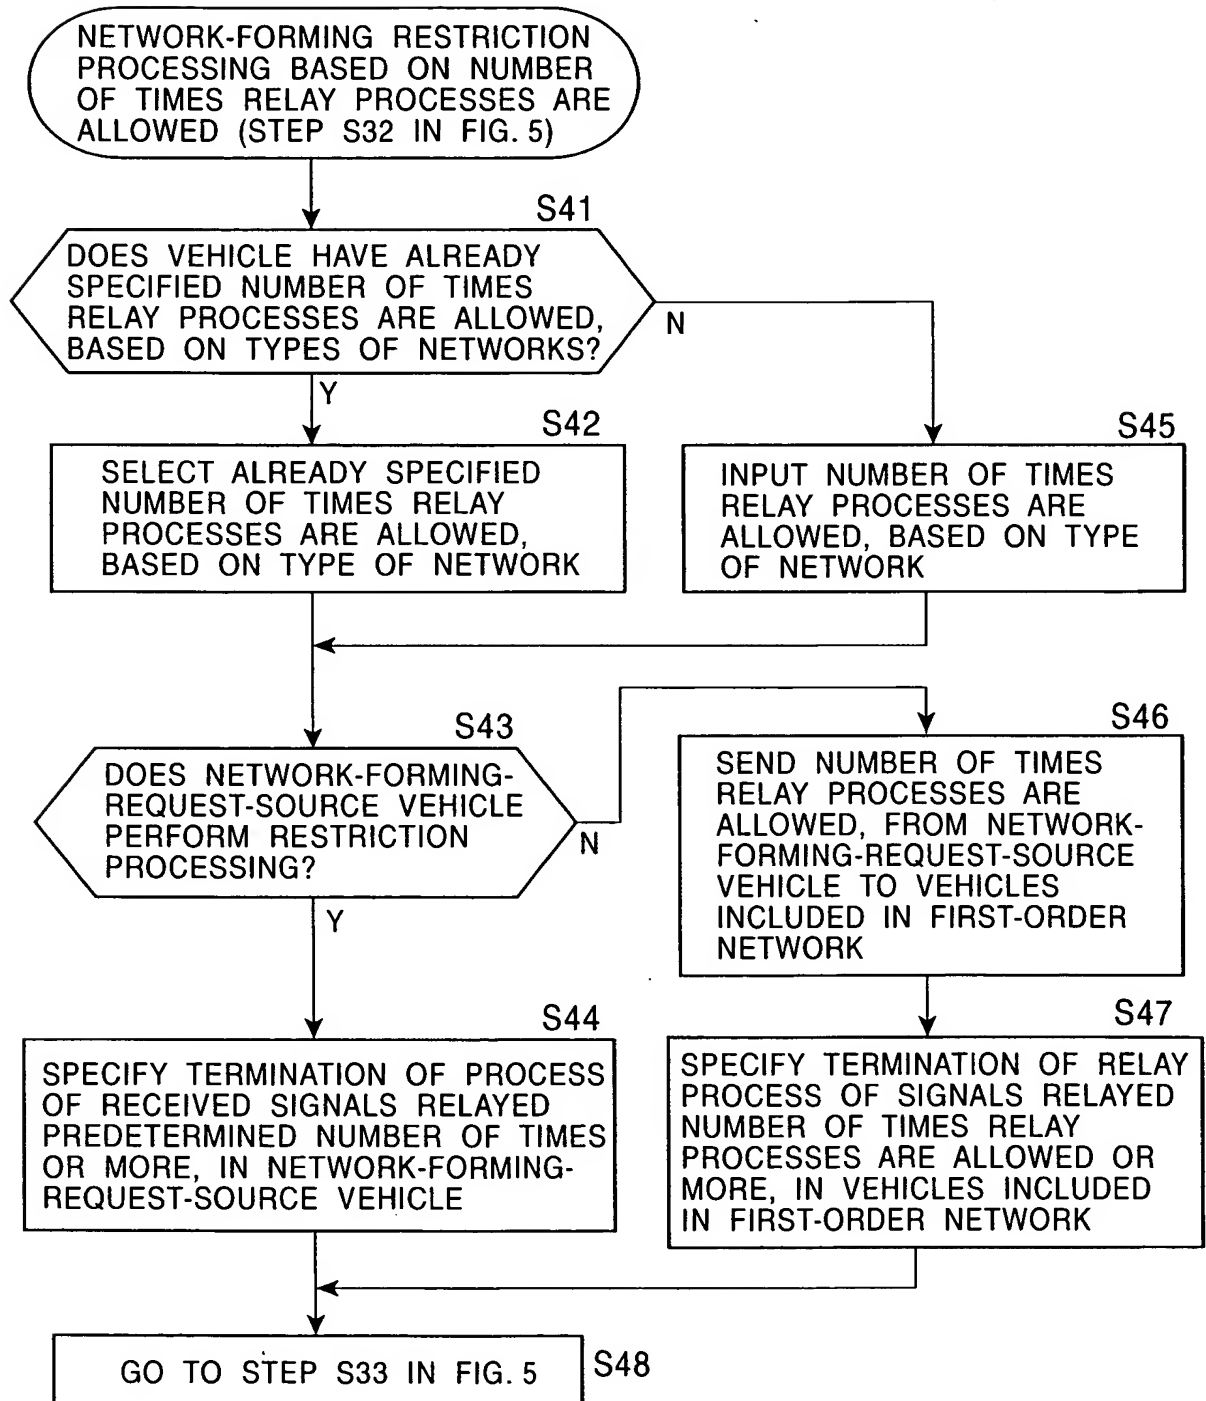 NETWORK-FORMING RESTRICTION
PROCESSING BASED ON NUMBER
OF TIMES RELAY PROCESSES ARE
ALLOWED (STEP S32 IN FIG. 5)
S41
DOES VEHICLE HAVE ALREADY
SPECIFIED NUMBER OF TIMES
RELAY PROCESSES ARE ALLOWED,
BASED ON TYPES OF NETWORKS?
N
Y
S42
SELECT ALREADY SPECIFIED
NUMBER OF TIMES RELAY
PROCESSES ARE ALLOWED,
BASED ON TYPE OF NETWORK
S45
INPUT NUMBER OF TIMES
RELAY PROCESSES ARE
ALLOWED, BASED ON TYPE
OF NETWORK
S43
DOES NETWORK-FORMING-
REQUEST-SOURCE VEHICLE
PERFORM RESTRICTION
PROCESSING?
N
Y
S46
SEND NUMBER OF TIMES
RELAY PROCESSES ARE
ALLOWED, FROM NETWORK-
FORMING-REQUEST-SOURCE
VEHICLE TO VEHICLES
INCLUDED IN FIRST-ORDER
NETWORK
S44
SPECIFY TERMINATION OF PROCESS
OF RECEIVED SIGNALS RELAYED
PREDETERMINED NUMBER OF TIMES
OR MORE, IN NETWORK-FORMING-
REQUEST-SOURCE VEHICLE
S47
SPECIFY TERMINATION OF RELAY
PROCESS OF SIGNALS RELAYED
NUMBER OF TIMES RELAY
PROCESSES ARE ALLOWED OR
MORE, IN VEHICLES INCLUDED
IN FIRST-ORDER NETWORK
GO TO STEP S33 IN FIG. 5
S48